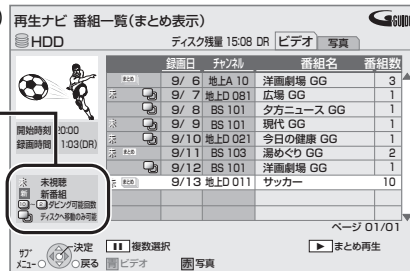 再生ナビ 番組一覧(まとめ表示)
GGUIDE
HDD ディスク残量 15:08 DR ビデオ 写真
録画日 チャンネル 番組名 番組数
まとめ 9/ 6 地上A 10 洋画劇場 GG 3
未 9/ 7 地上D 081 広場 GG 1
9/ 8 BS 101 夕方ニュース GG 1
未 9/ 9 BS 101 現代 GG 1
未 9/10 地上D 021 今日の健康 GG 1
未 まとめ 9/11 BS 103 湯めぐり GG 2
9/12 BS 101 洋画劇場 GG 1
未 まとめ 9/13 地上D 011 サッカー 10
開始時刻 20:00
録画時間 1:03(DR)
未 未視聴
新番組
ダビング可能回数
ディスクへ移動のみ可能
ページ 01/01
サブメニュー 決定 戻る
複数選択 まとめ再生
青 ビデオ 赤 写真